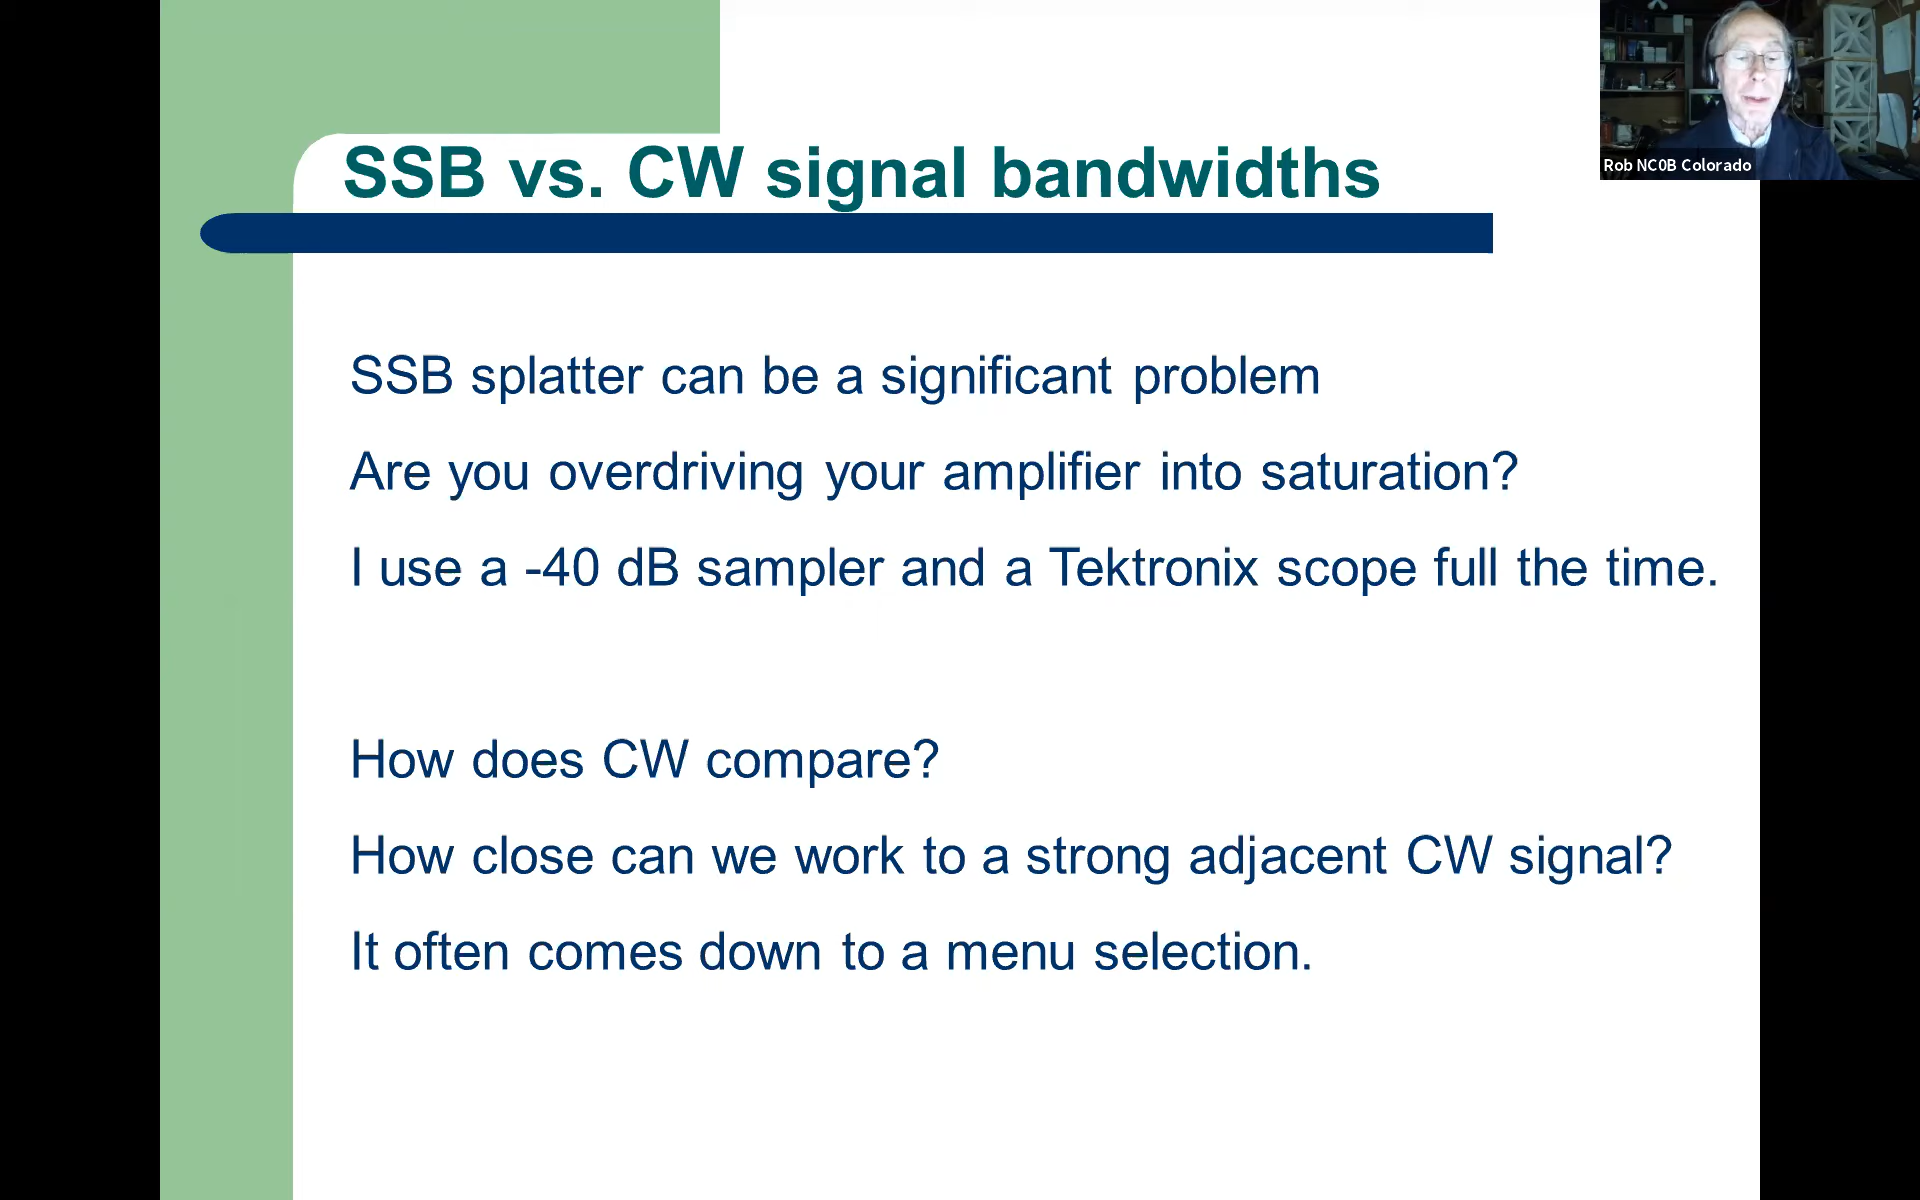 SSB vs. CW signal bandwidths
Rob NC0B Colorado
SSB splatter can be a significant problem
Are you overdriving your amplifier into saturation?
I use a -40 dB sampler and a Tektronix scope full the time.
How does CW compare?
How close can we work to a strong adjacent CW signal?
It often comes down to a menu selection.